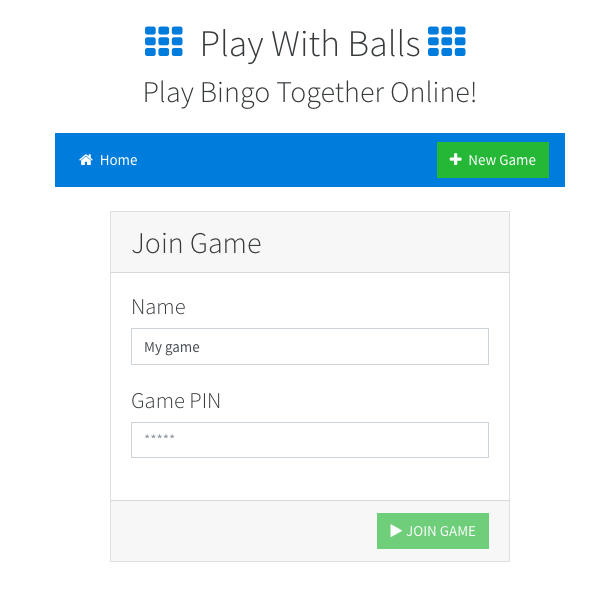 Play With Balls
Play Bingo Together Online!
Home
New Game
Join Game
Name
My game
Game PIN
*****
JOIN GAME